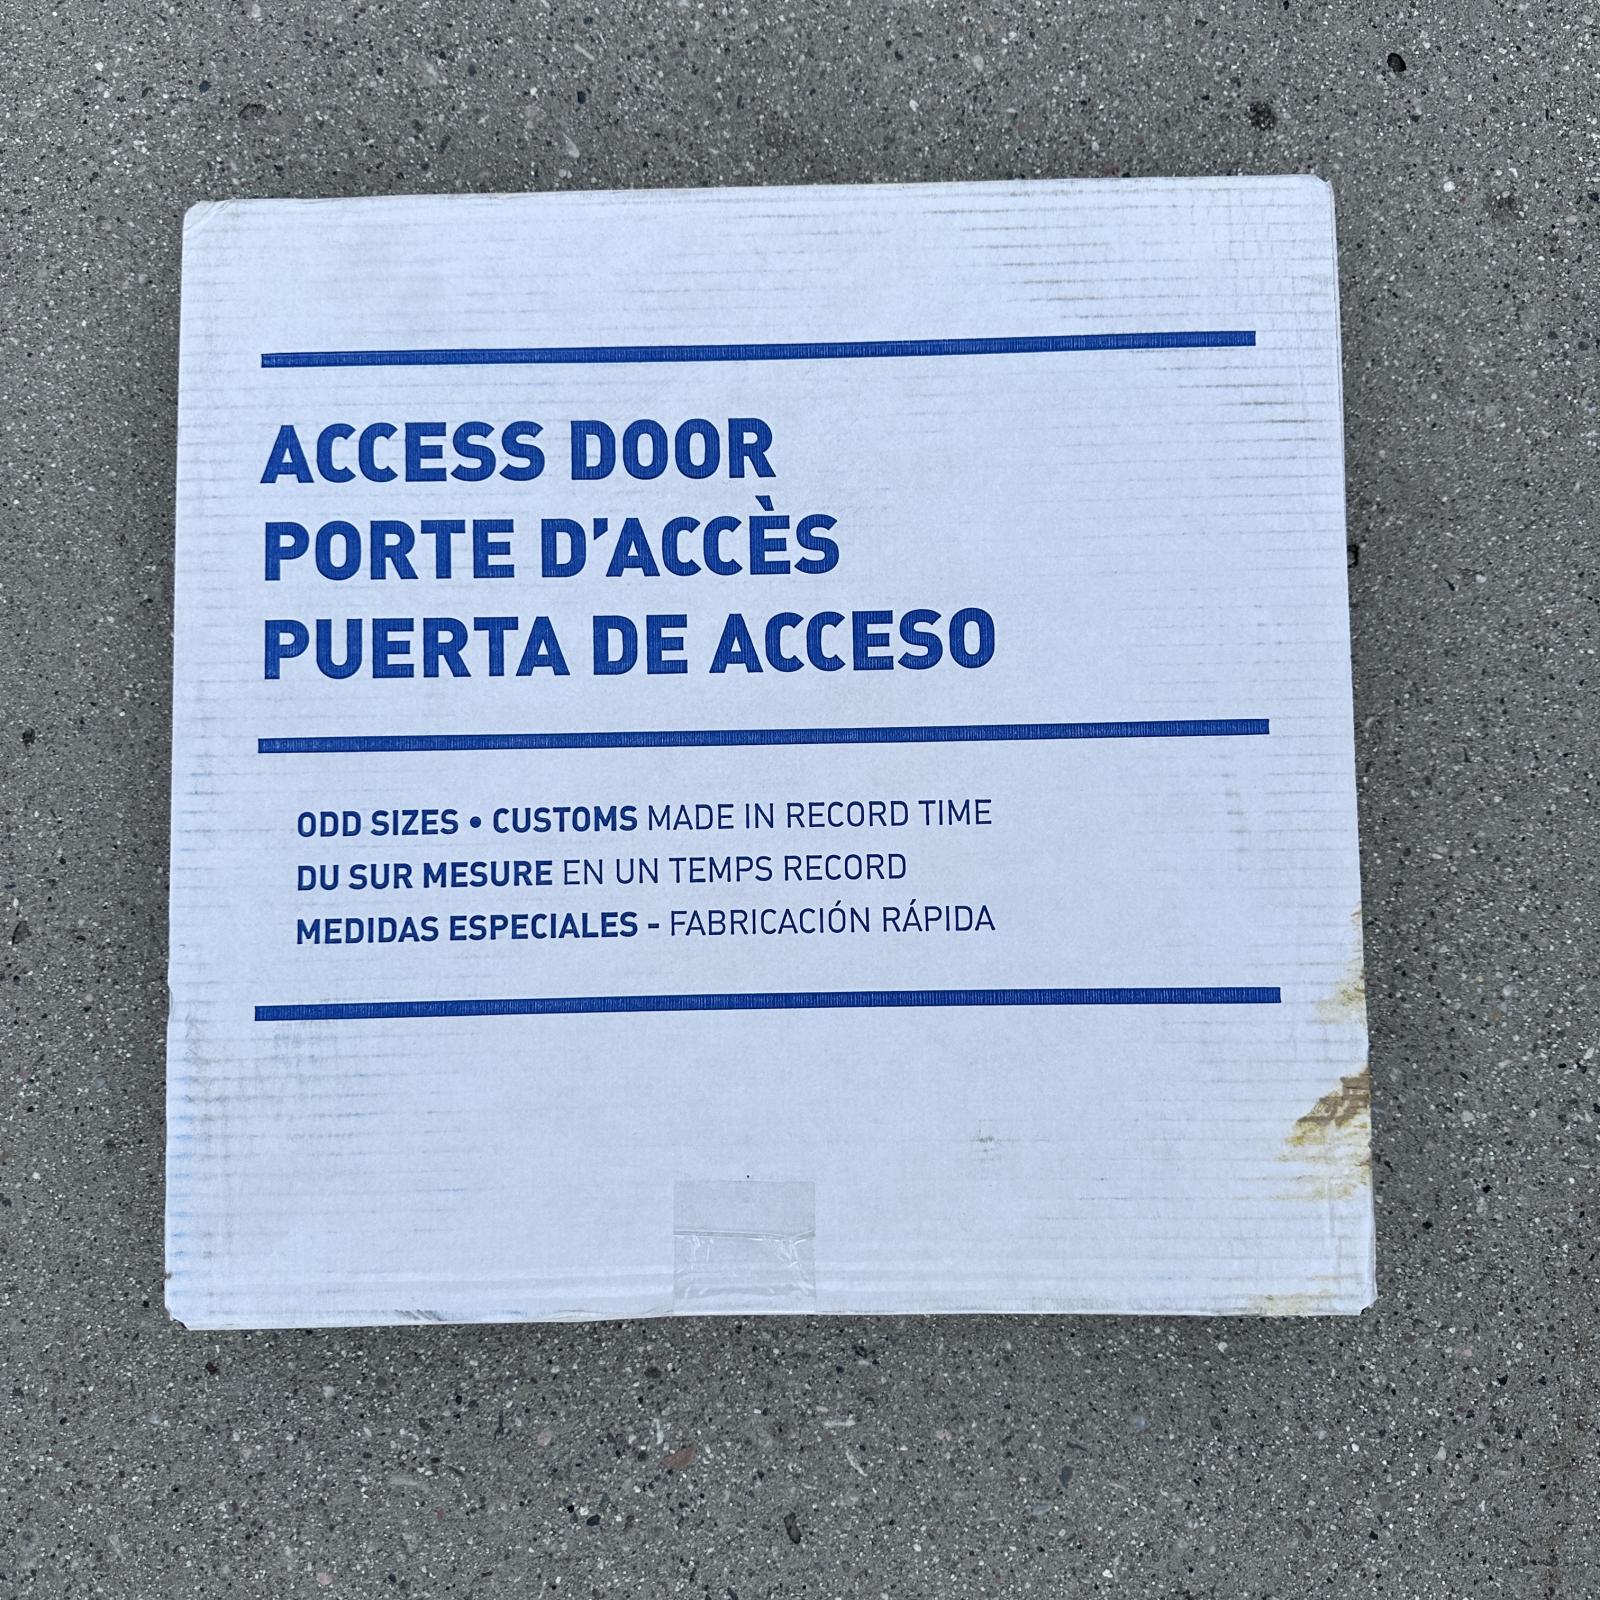 ACCESS DOOR
PORTE D'ACCÈS
PUERTA DE ACCESO
ODD SIZES • CUSTOMS MADE IN RECORD TIME
DU SUR MESURE EN UN TEMPS RECORD
MEDIDAS ESPECIALES - FABRICACIÓN RÁPIDA